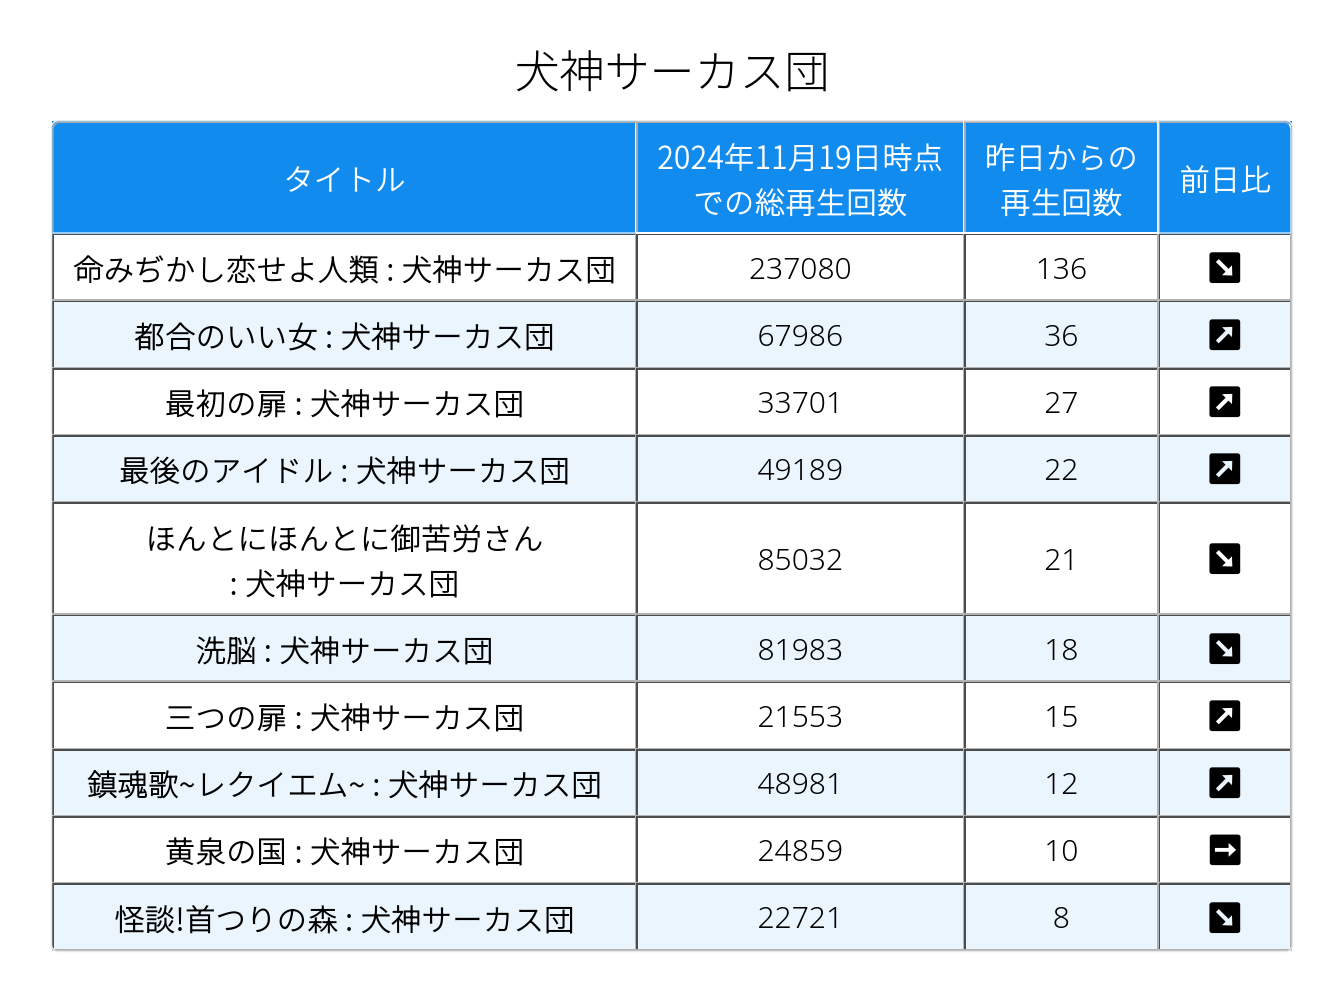 犬神サーカス団
タイトル
2024年11月19日時点
での総再生回数
昨日からの
再生回数
前日比
命みぢかし恋せよ人類 : 犬神サーカス団
237080
136
都合のいい女 : 犬神サーカス団
67986
36
最初の扉 : 犬神サーカス団
33701
27
最後のアイドル : 犬神サーカス団
49189
22
ほんとにほんとに御苦労さん
: 犬神サーカス団
85032
21
洗脳 : 犬神サーカス団
81983
18
三つの扉 : 犬神サーカス団
21553
15
鎮魂歌~レクイエム~ : 犬神サーカス団
48981
12
黄泉の国 : 犬神サーカス団
24859
10
怪談!首つりの森 : 犬神サーカス団
22721
8